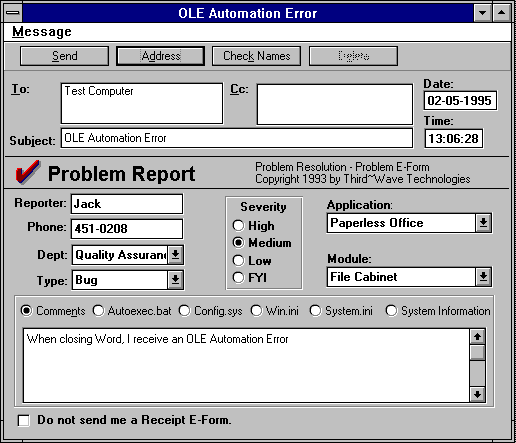 OLE Automation Error
Message
Send Address Check Names Delete
To: Test Computer Cc: Date:
02-05-1995
Time:
Subject: OLE Automation Error 13:06:28
Problem Report Problem Resolution - Problem E-Form
Copyright 1993 by Third~Wave Technologies
Reporter: Jack
Phone: 451-0208
Dept: Quality Assuran
Type: Bug
Severity
High
Medium
Low
FYI
Application:
Paperless Office
Module:
File Cabinet
Comments Autoexec.bat Config.sys Win.ini System.ini System Information
When closing Word, I receive an OLE Automation Error
Do not send me a Receipt E-Form.